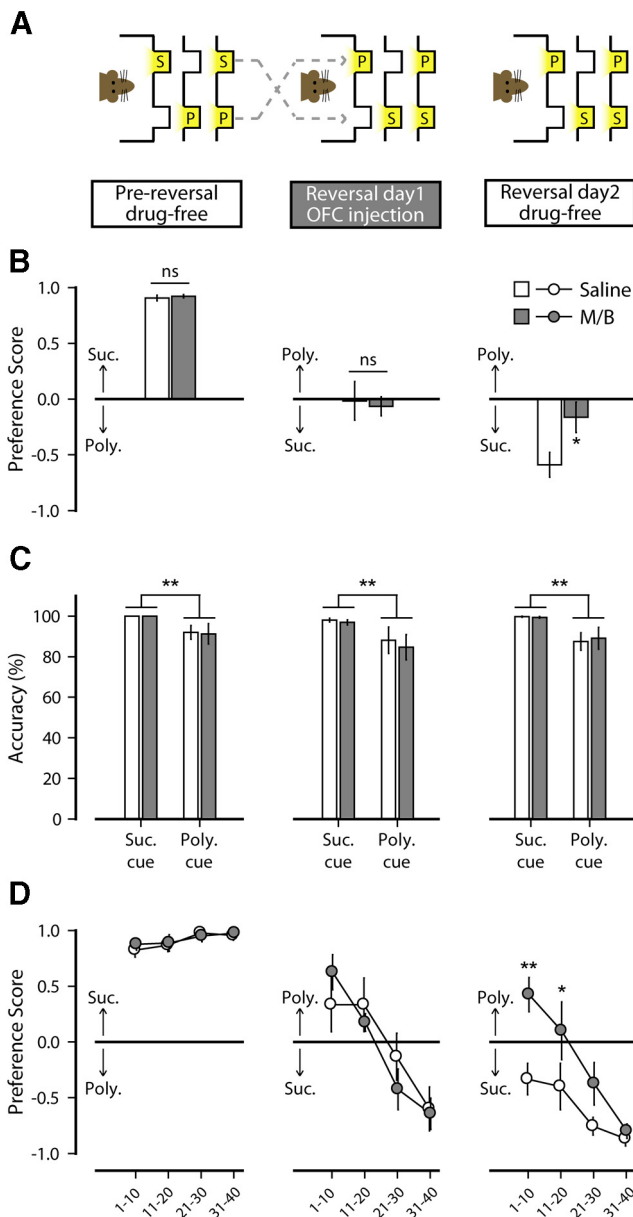 A
S S P P
P P S S
P P
S S
Pre-reversal
drug-free
Reversal day1
OFC injection
Reversal day2
drug-free
B
Preference Score
1.0
0.5
0.0
-0.5
-1.0
Suc.
Poly.
ns
Poly.
Suc.
ns
Saline
M/B
Poly.
Suc.
*
C
Accuracy (%)
100
80
60
40
20
0
**
**
**
Suc.
cue
Poly.
cue
Suc.
cue
Poly.
cue
Suc.
cue
Poly.
cue
D
Preference Score
1.0
0.5
0.0
-0.5
-1.0
Suc.
Poly.
Poly.
Suc.
**
*
Poly.
Suc.
1-10 11-20 21-30 31-40
1-10 11-20 21-30 31-40
1-10 11-20 21-30 31-40